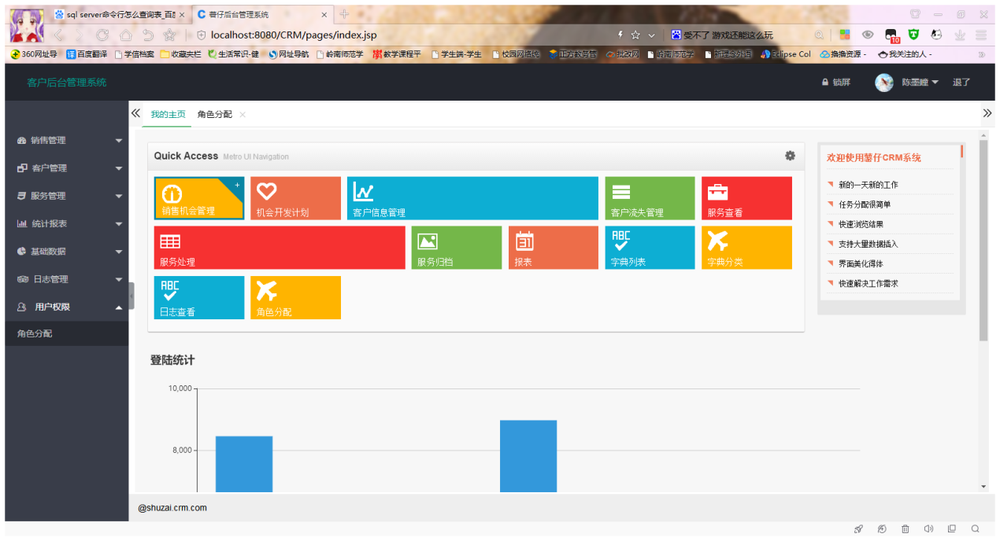 sql server命令行怎么查询表_百度
薯仔后台管理系统
localhost:8080/CRM/pages/index.jsp
受不了 游戏还能这么玩
10
360网址导
百度翻译
学信档案
收藏夹栏
生活常识-健
网址导航
岭南师范学
教学课程平
学生端-学生
校园网络统
正方教务管
批改网
岭南师范学
Eclipse Col
撸撸资源 -
我关注的人 -
客户后台管理系统
锁屏
陈墨瞳
退了
我的主页
角色分配
销售管理
客户管理
服务管理
统计报表
基础数据
日志管理
用户权限
角色分配
Quick Access Metro UI Navigation
销售机会管理
机会开发计划
客户信息管理
客户流失管理
服务查看
服务处理
服务归档
31
报表
ABC
字典列表
字典分类
ABC
日志查看
角色分配
欢迎使用薯仔CRM系统
新的一天新的工作
任务分配很简单
快速浏览结果
支持大量数据插入
界面美化得体
快速解决工作需求
登陆统计
10,000
8,000
@shuzai.crm.com